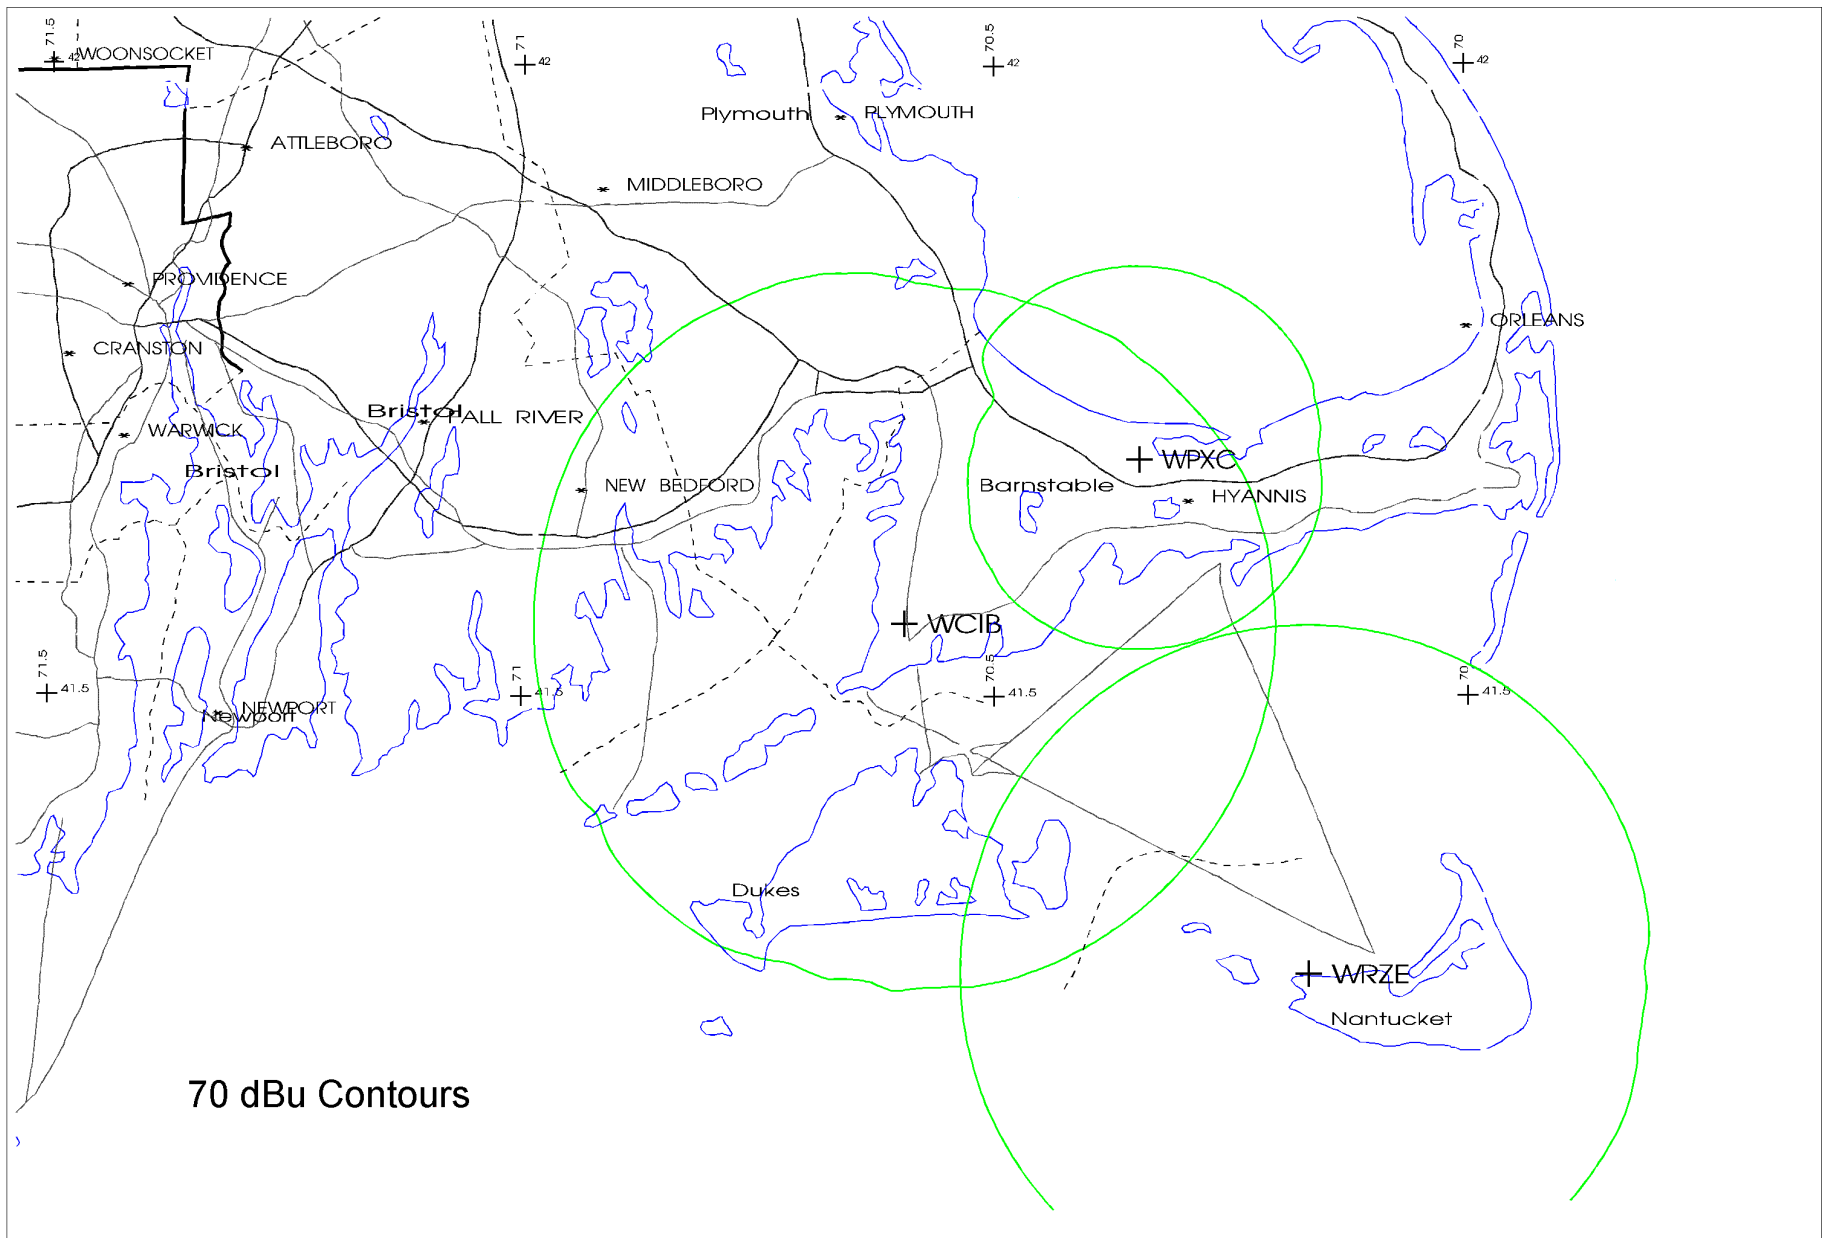 71.5
42
WOONSOCKET
71
42
70.5
42
70
42
Plymouth
PLYMOUTH
ATTLEBORO
MIDDLEBORO
PROVIDENCE
ORLEANS
CRANSTON
Bristol
FALL RIVER
WARWICK
Bristol
WPXC
NEW BEDFORD
Barnstable
HYANNIS
WCIB
71.5
41.5
71
41.5
70.5
41.5
70
41.5
NEWPORT
Newport
Dukes
WRZE
Nantucket
70 dBu Contours